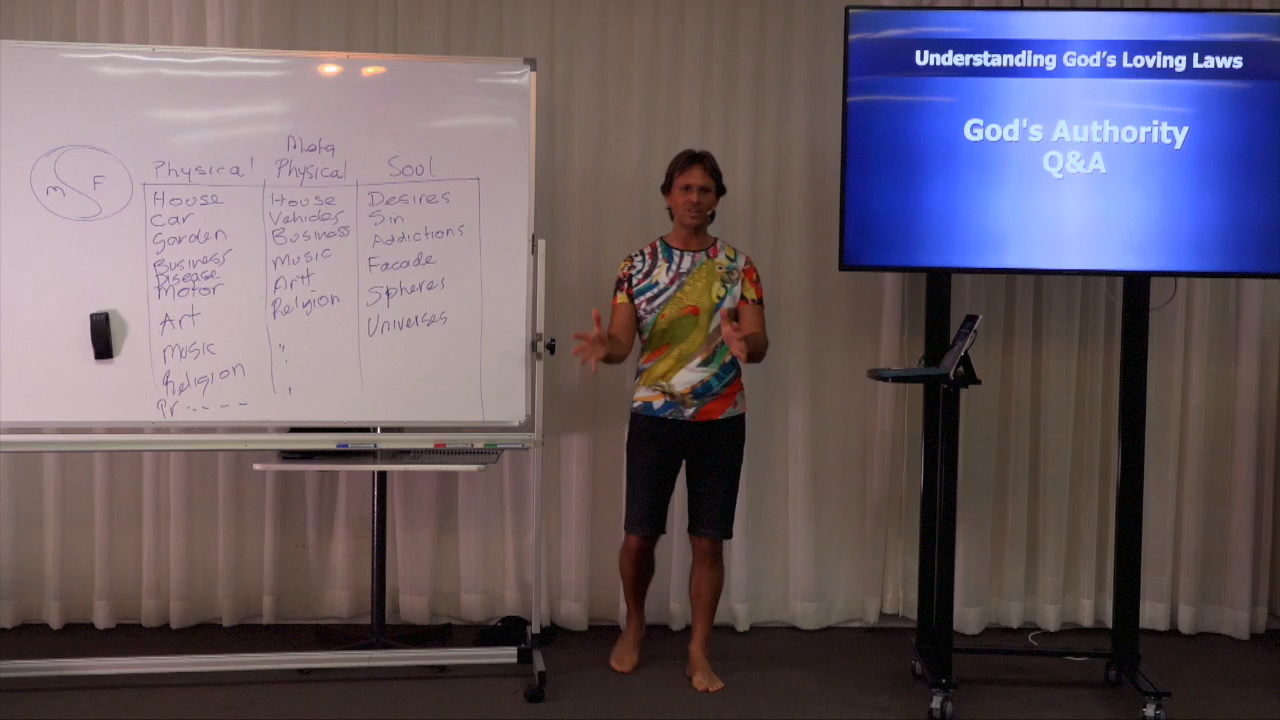 Understanding God's Loving Laws
God's Authority
Q&A
M F
Physical
House
Car
Garden
Business
Disease
Motor
Art
Music
Religion
Pr -----
Meta
Physical
House
Vehicles
Business
Music
Art
Religion
"
Soul
Desires
Sin
Addictions
Facade
Spheres
Universes